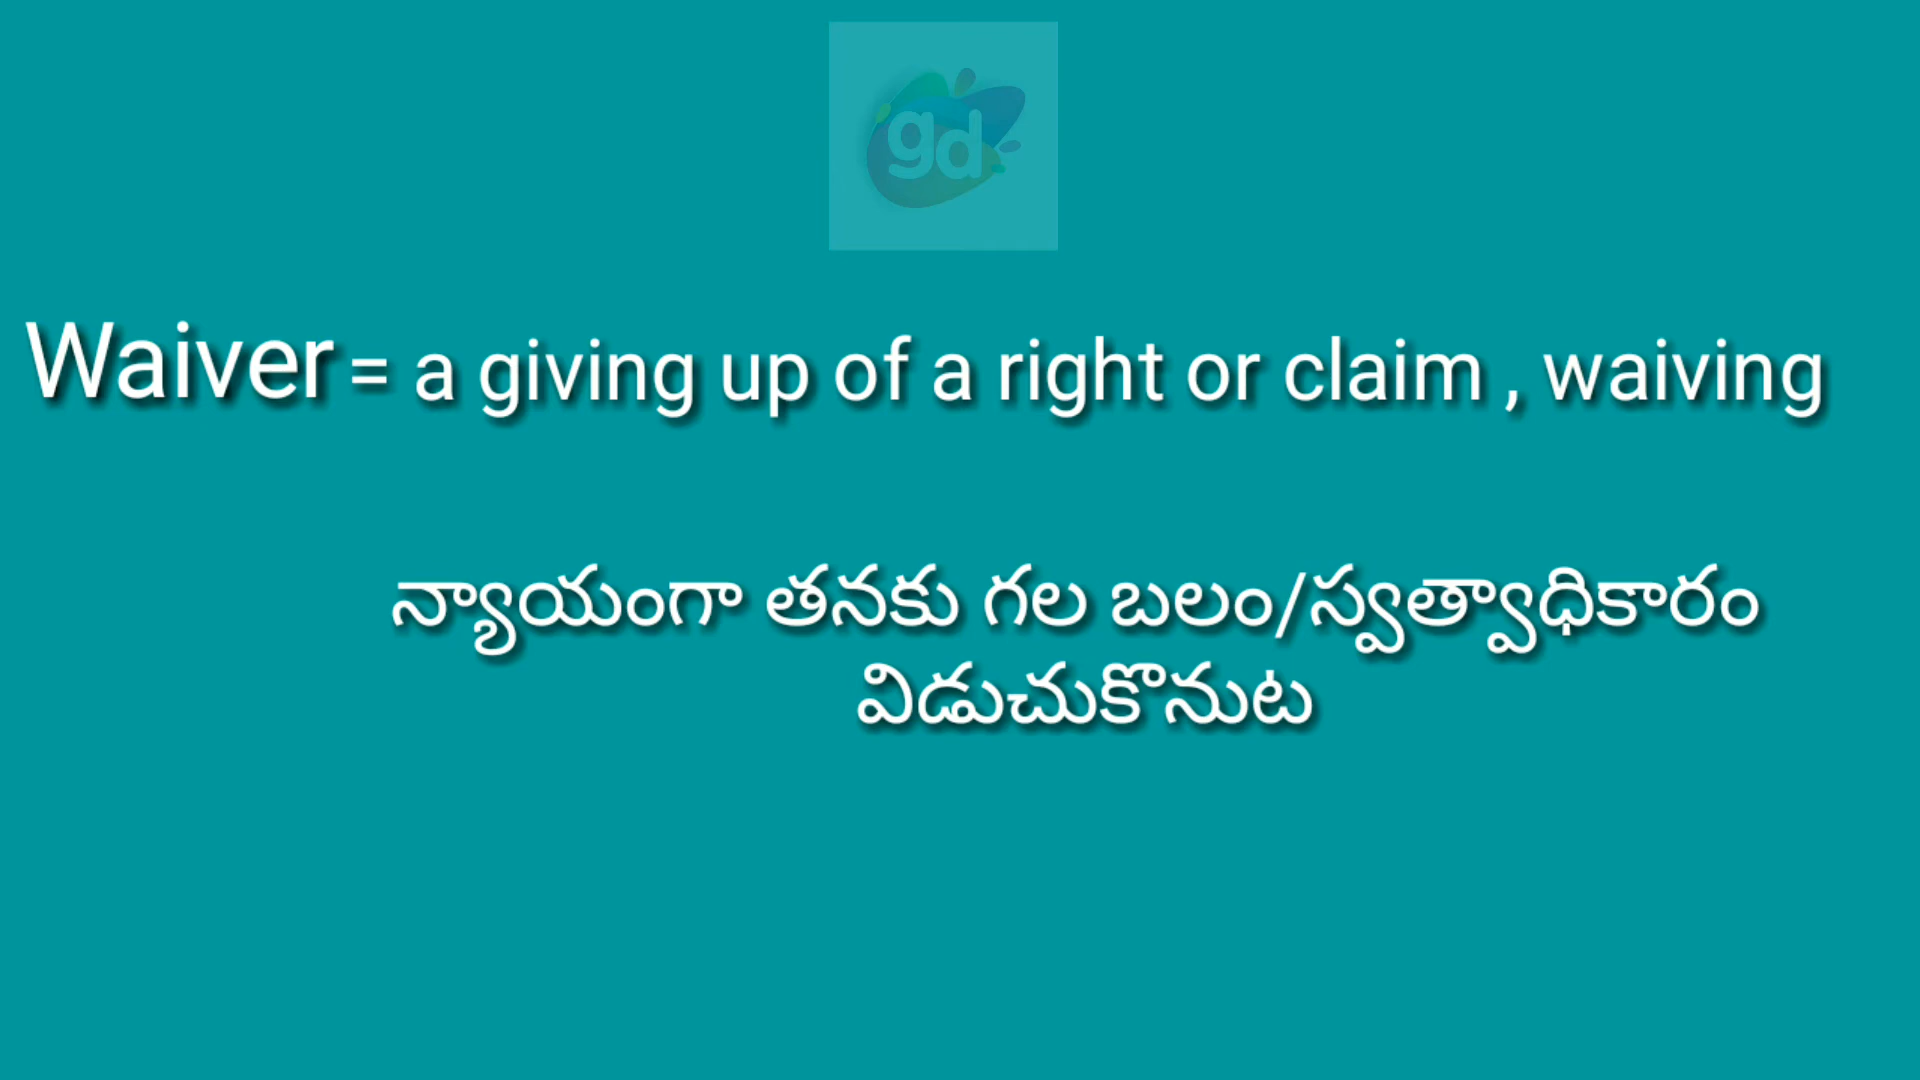 gd
Waiver = a giving up of a right or claim , waiving
న్యాయంగా తనకు గల బలం/స్వత్వాధికారం
విడుచుకొనుట